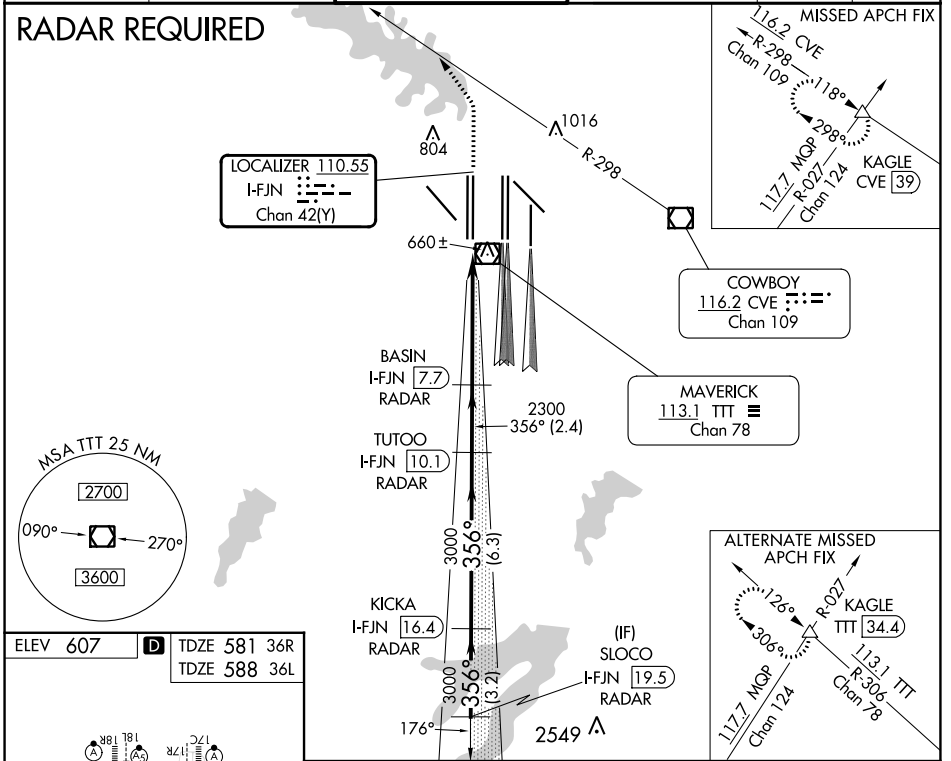 RADAR REQUIRED
MISSED APCH FIX
116.2 CVE
R-298
Chan 109
118°
298°
117.7 MQP
R-027
Chan 124
KAGLE
CVE 39
1016
804
R-298
LOCALIZER 110.55
I-FJN
Chan 42(Y)
660±
COWBOY
116.2 CVE
Chan 109
MAVERICK
113.1 TTT
Chan 78
BASIN
I-FJN 7.7
RADAR
2300
356° (2.4)
TUTOO
I-FJN 10.1
RADAR
MSA TTT 25 NM
2700
090°
270°
3600
3000
356°
(6.3)
KICKA
I-FJN 16.4
RADAR
3000
356°
(3.2)
(IF)
SLOCO
I-FJN 19.5
RADAR
176°
2549
ALTERNATE MISSED
APCH FIX
126°
306°
R-027
KAGLE
TTT 34.4
117.7 MQP
Chan 124
113.1 TTT
R-306
Chan 78
ELEV 607
D
TDZE 581 36R
TDZE 588 36L
18R
18L
17R
17C
A
A5
A